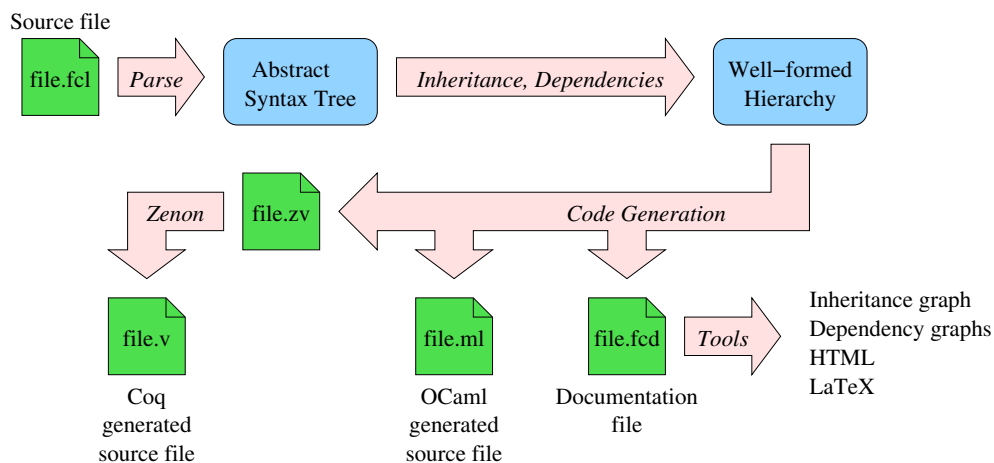 Source file
file.fcl
Parse
Abstract
Syntax Tree
Inheritance, Dependencies
Well−formed
Hierarchy
Zenon
file.zv
Code Generation
file.v
file.ml
file.fcd
Tools
Inheritance graph
Dependency graphs
HTML
LaTeX
Coq
generated
source file
OCaml
generated
source file
Documentation
file